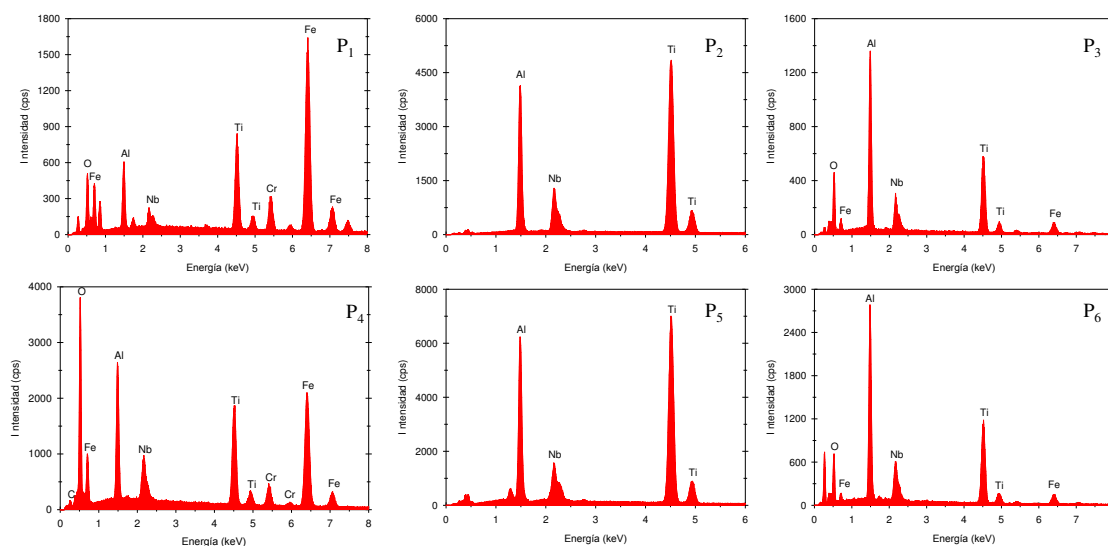 P1
I ntensidad (cps)
1800
1500
1200
900
600
300
0
O
Fe
Al
Nb
Ti
Ti
Cr
Fe
Fe
0 1 2 3 4 5 6 7 8
Energía (keV)
P2
I ntensidad (cps)
6000
4500
3000
1500
0
Al
Nb
Ti
Ti
0 1 2 3 4 5 6
Energía (keV)
P3
I ntensidad (cps)
1600
1200
800
400
0
O
Fe
Al
Nb
Ti
Ti
Fe
0 1 2 3 4 5 6 7
Energía (keV)
P4
I ntensidad (cps)
4000
3000
2000
1000
0
C
O
Fe
Al
Nb
Ti
Ti
Cr
Cr
Fe
Fe
0 1 2 3 4 5 6 7 8
Energía (keV)
P5
I ntensidad (cps)
8000
6000
4000
2000
0
Al
Nb
Ti
Ti
0 1 2 3 4 5 6
Energía (keV)
P6
I ntensidad (cps)
3000
2400
1800
1200
600
0
O
Fe
Al
Nb
Ti
Ti
Fe
0 1 2 3 4 5 6 7
Energía (keV)